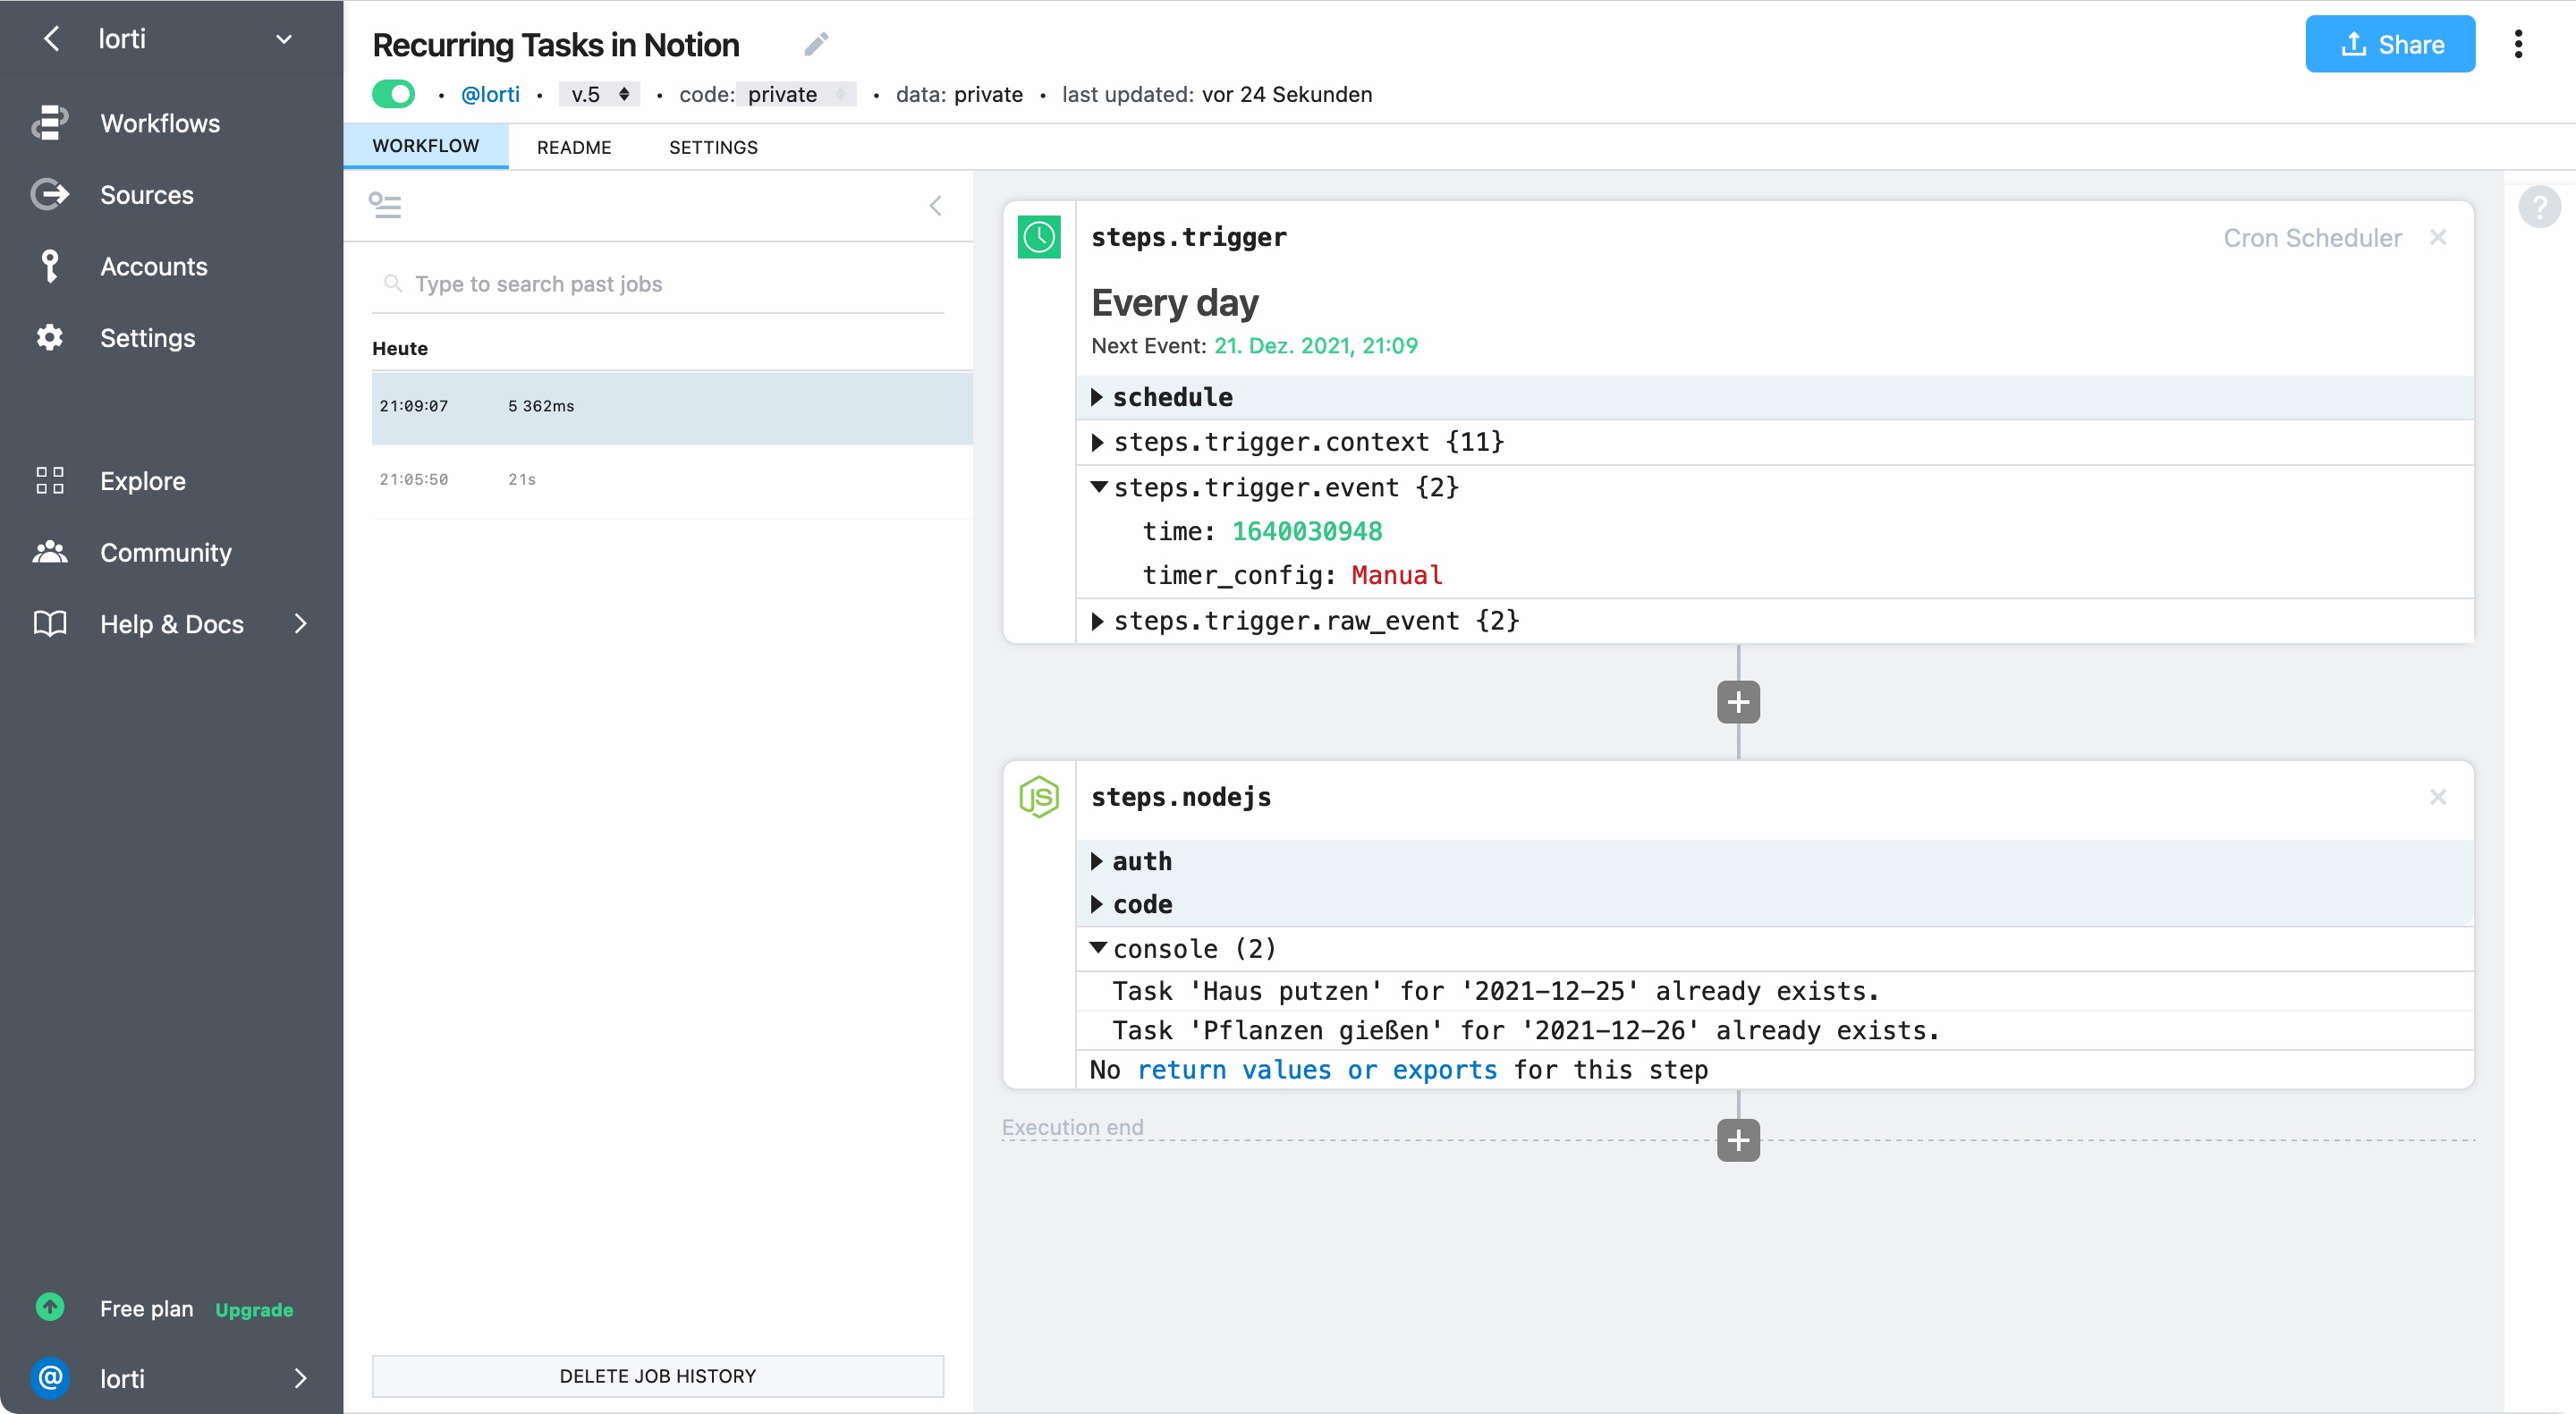 lorti
Workflows
Sources
Accounts
Settings
Explore
Community
Help & Docs
Free plan Upgrade
@ lorti
Recurring Tasks in Notion
Share
• @lorti • v.5 • code: private • data: private • last updated: vor 24 Sekunden
WORKFLOW README SETTINGS
?
Type to search past jobs
Heute
21:09:07 5 362ms
21:05:50 21s
DELETE JOB HISTORY
steps.trigger Cron Scheduler ×
Every day
Next Event: 21. Dez. 2021, 21:09
schedule
steps.trigger.context {11}
steps.trigger.event {2}
time: 1640030948
timer_config: Manual
steps.trigger.raw_event {2}
+
JS steps.nodejs ×
auth
code
console (2)
Task 'Haus putzen' for '2021-12-25' already exists.
Task 'Pflanzen gießen' for '2021-12-26' already exists.
No return values or exports for this step
Execution end
+